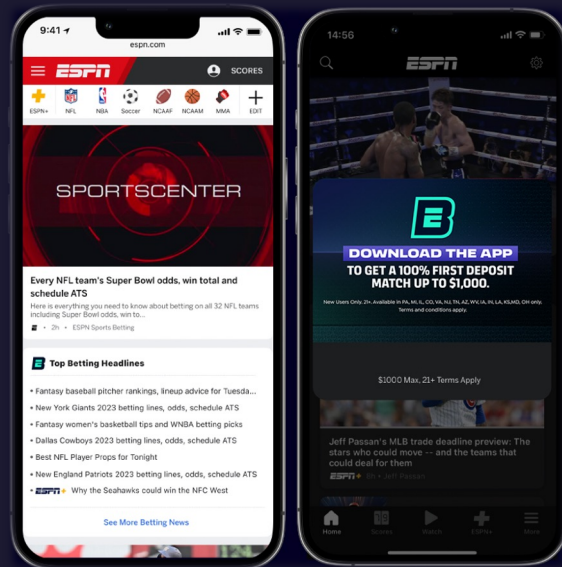 9:41
espn.com
ESPN
SCORES
ESPN+ NFL NBA Soccer NCAAF NCAAM MMA EDIT
SPORTSCENTER
Every NFL team's Super Bowl odds, win total and
schedule ATS
Here is everything you need to know about betting on all 32 NFL teams
including Super Bowl odds, win to...
• 2h • ESPN Sports Betting
Top Betting Headlines
• Fantasy baseball pitcher rankings, lineup advice for Tuesda...
• New York Giants 2023 betting lines, odds, schedule ATS
• Fantasy women's basketball tips and WNBA betting picks
• Dallas Cowboys 2023 betting lines, odds, schedule ATS
• Best NFL Player Props for Tonight
• New England Patriots 2023 betting lines, odds, schedule ATS
• ESPN+ Why the Seahawks could win the NFC West
See More Betting News
14:56
ESPN
DOWNLOAD THE APP
TO GET A 100% FIRST DEPOSIT
MATCH UP TO $1,000.
New Users Only. 21+. Available in PA, MI, IL, CO, VA, NJ, TN, AZ, WV, IA, IN, LA, KS, MD, OH only.
Terms and conditions apply.
$1000 Max, 21+ Terms Apply
Jeff Passan's MLB trade deadline preview: The
stars who could move -- and the teams that
could deal for them
ESPN+ 8h • Jeff Passan
Home Scores Watch ESPN+ More